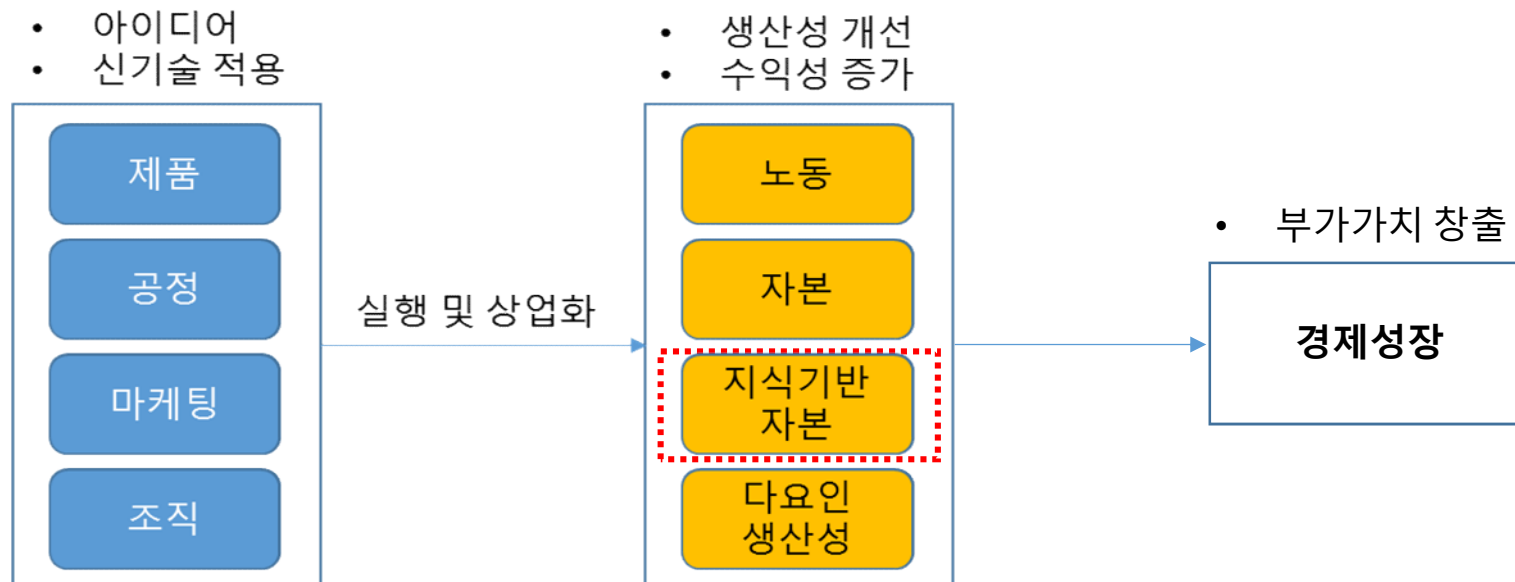 • 아이디어
• 신기술 적용
제품
공정
마케팅
조직
실행 및 상업화
• 생산성 개선
• 수익성 증가
노동
자본
지식기반
자본
다요인
생산성
• 부가가치 창출
경제성장